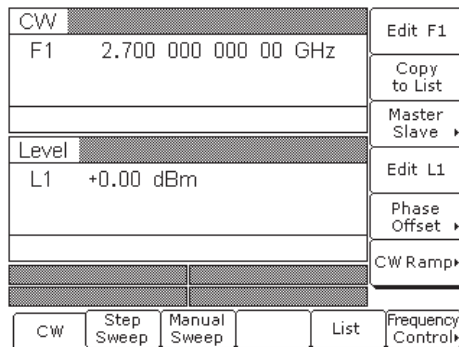 CW
F1 2.700 000 000 00 GHz
Level
L1 +0.00 dBm
Edit F1
Copy
to List
Master
Slave
Edit L1
Phase
Offset
CW Ramp
CW
Step
Sweep
Manual
Sweep
List
Frequency
Control